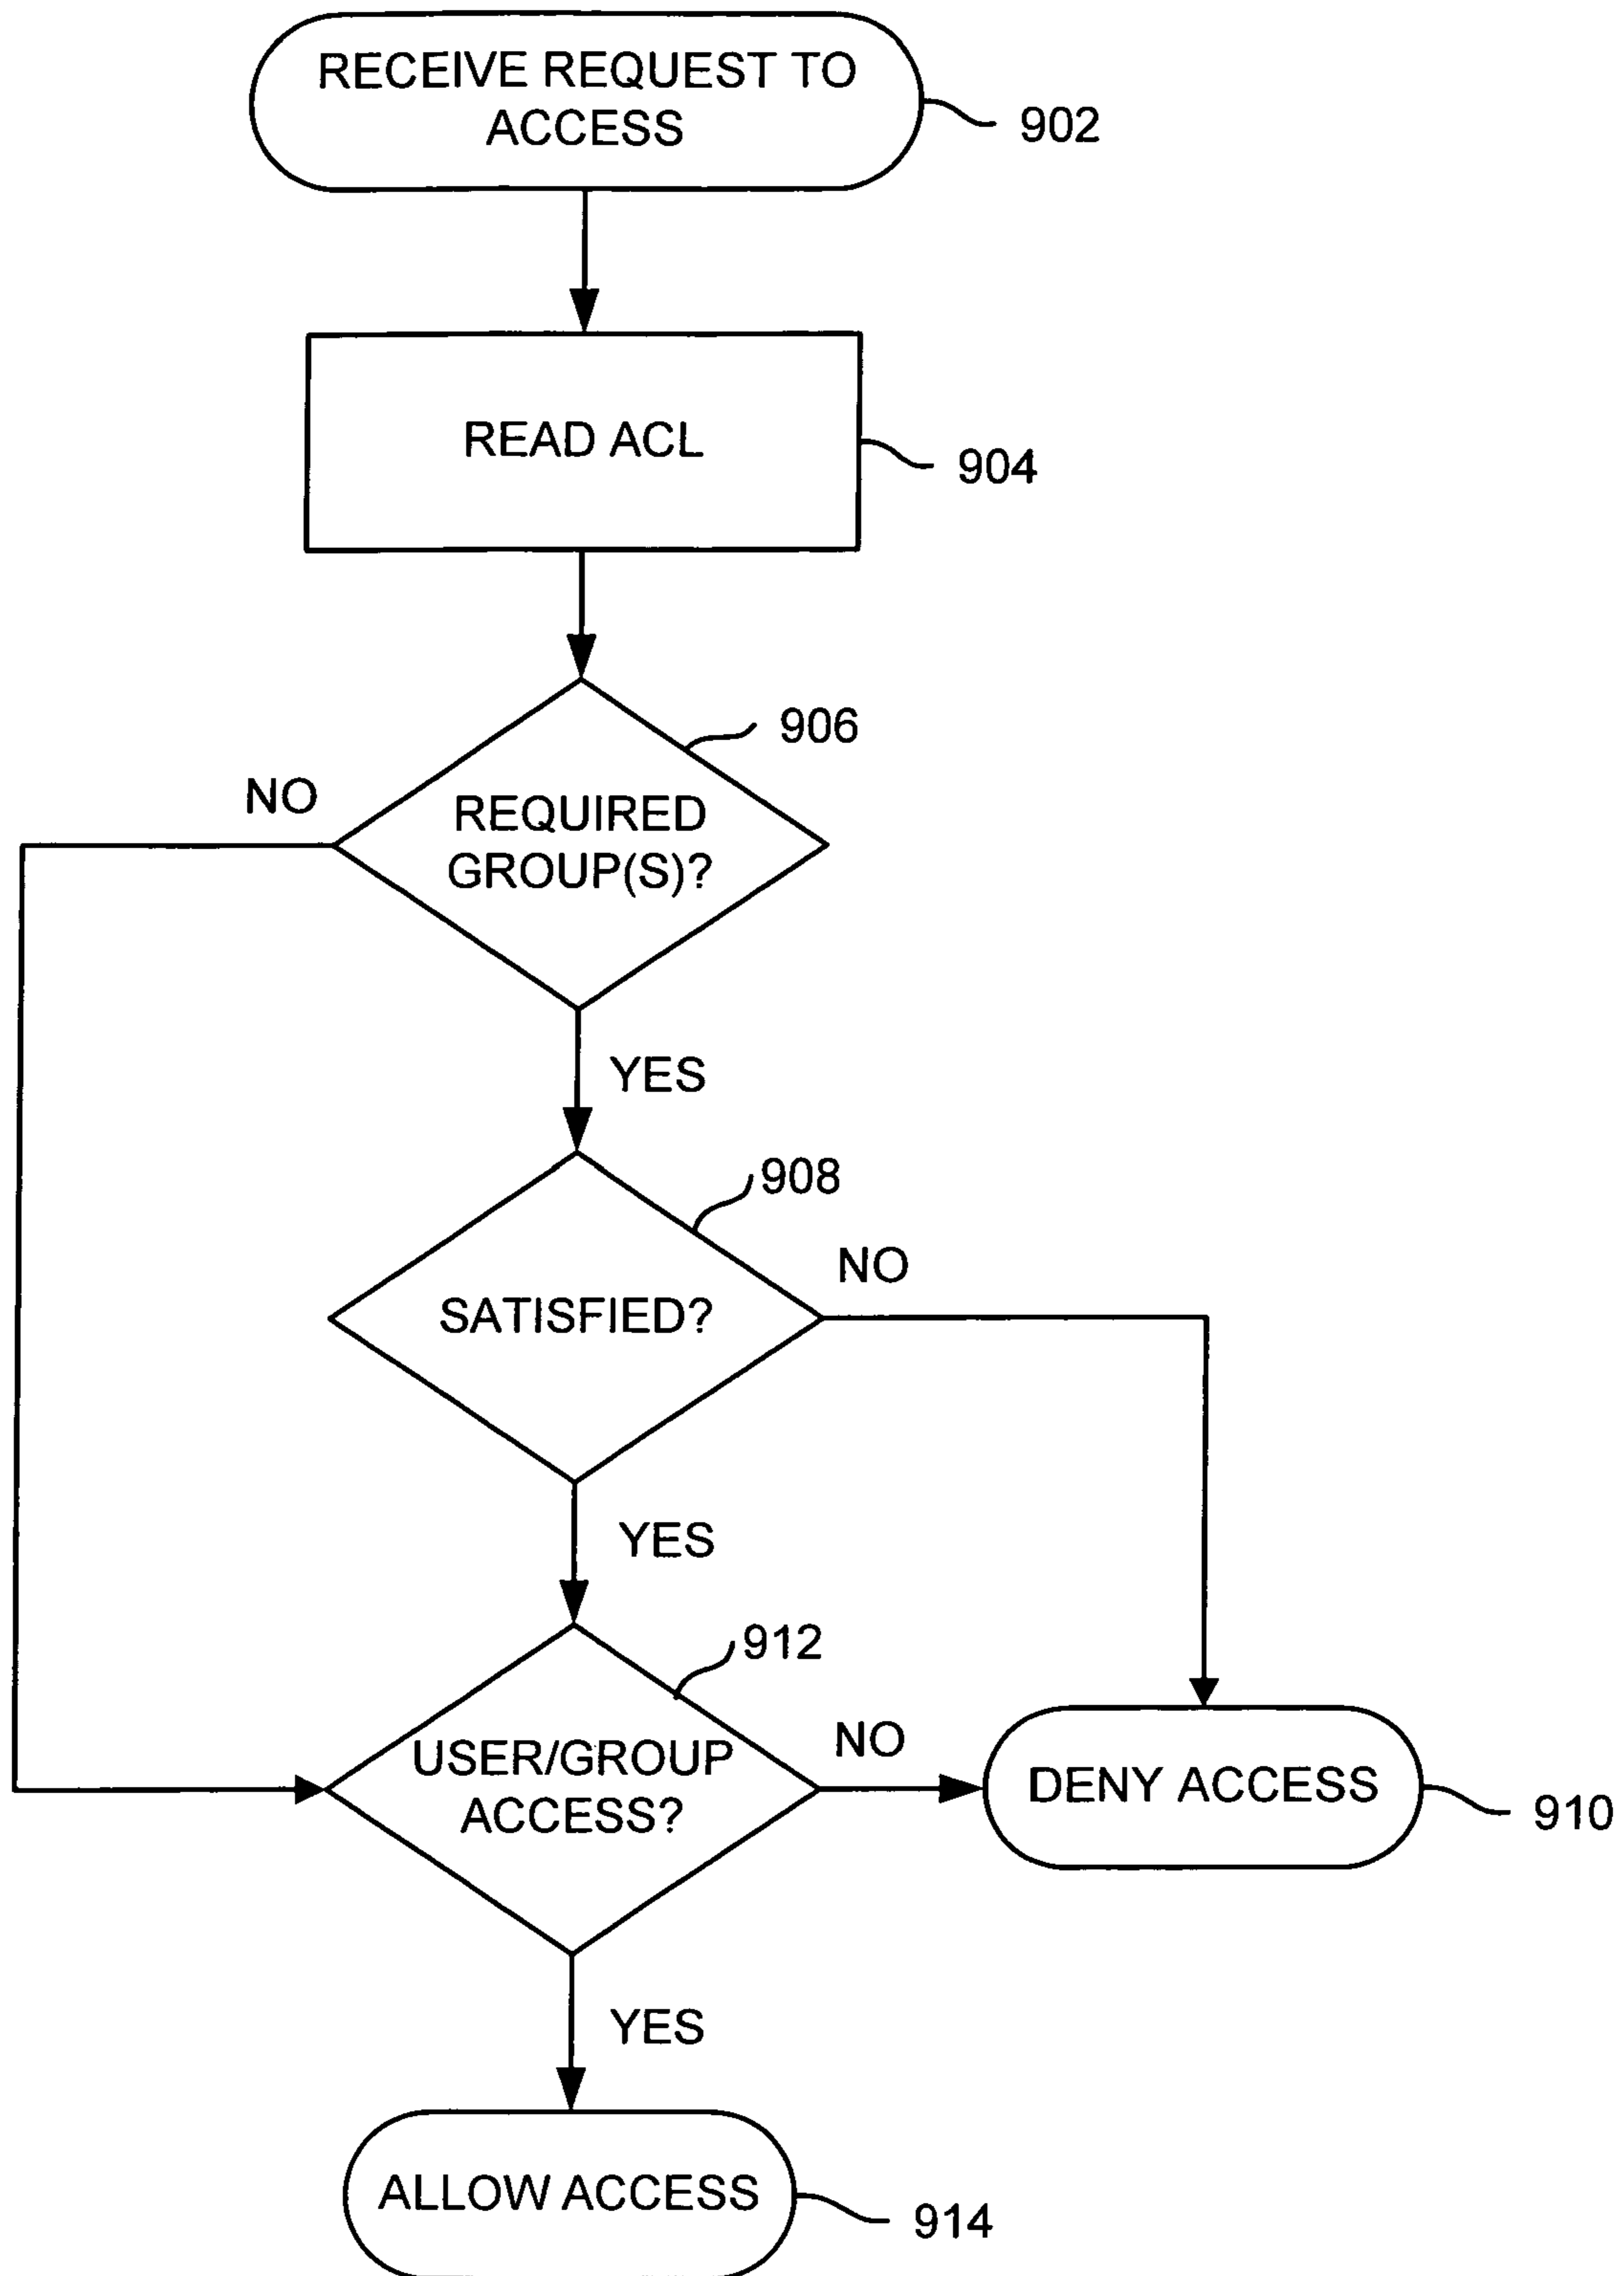 RECEIVE REQUEST TO
ACCESS
902
READ ACL
904
906
NO
REQUIRED
GROUP(S)?
YES
908
NO
SATISFIED?
YES
912
NO
USER/GROUP
ACCESS?
DENY ACCESS
910
YES
ALLOW ACCESS
914